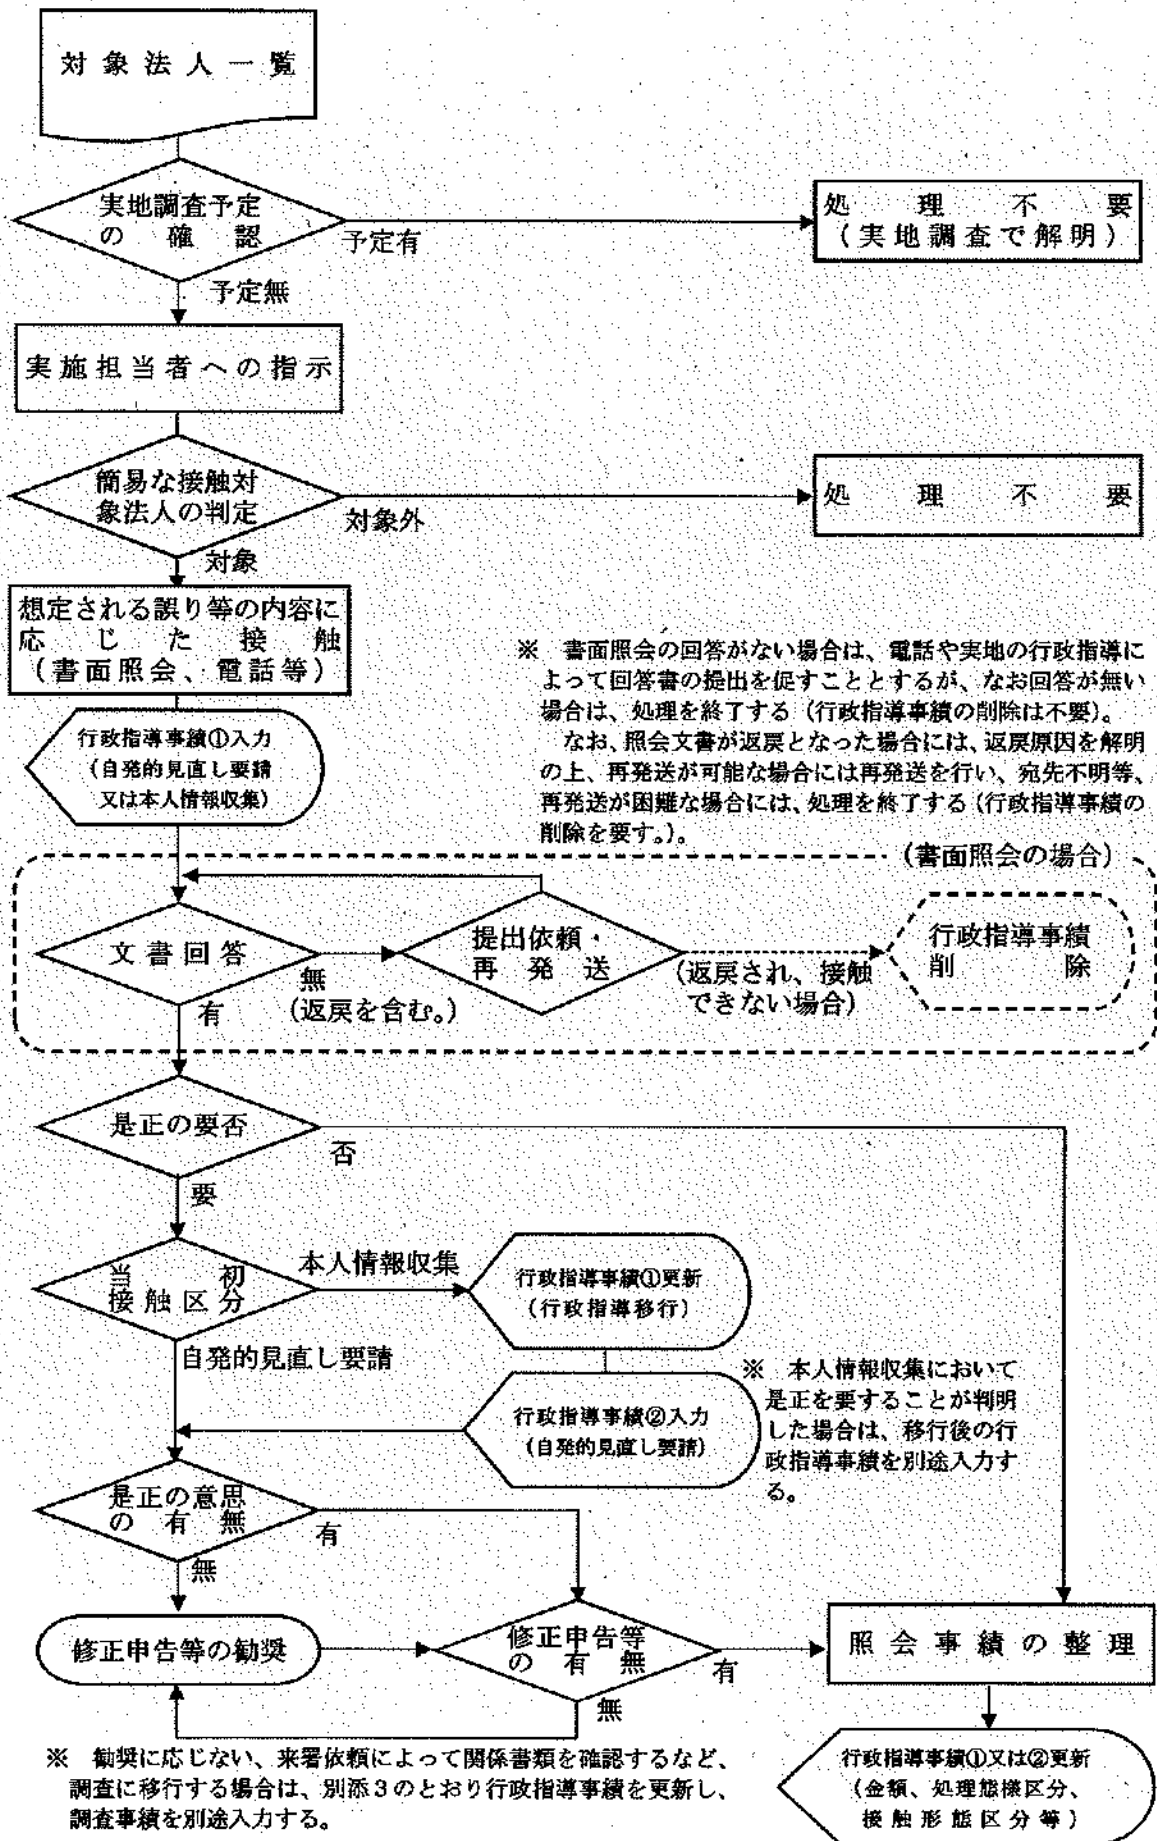 対象法人一覧
実地調査予定
の確認
予定有
処理不要
(実地調査で解明)
予定無
実施担当者への指示
簡易な接触対
象法人の判定
対象外
処理不要
対象
想定される誤り等の内容に
応じた接触
(書面照会、電話等)
※ 書面照会の回答がない場合は、電話や実地の行政指導に
よって回答書の提出を促すこととするが、なお回答が無い
場合は、処理を終了する(行政指導事績の削除は不要)。
なお、照会文書が返戻となった場合には、返戻原因を解明
の上、再発送が可能な場合には再発送を行い、宛先不明等、
再発送が困難な場合には、処理を終了する(行政指導事績の
削除を要す。)。
行政指導事績①入力
(自発的見直し要請
又は本人情報収集)
(書面照会の場合)
文書回答
無
(返戻を含む。)
提出依頼・
再発送
(返戻され、接触
できない場合)
行政指導事績
削除
有
是正の要否
否
要
当初
接触区分
本人情報収集
行政指導事績①更新
(行政指導移行)
自発的見直し要請
行政指導事績②入力
(自発的見直し要請)
※ 本人情報収集において
是正を要することが判明
した場合は、移行後の行
政指導事績を別途入力す
る。
是正の意思
の有無
有
無
修正申告等の勧奨
修正申告等
の有無
有
無
照会事績の整理
※ 勧奨に応じない、来署依頼によって関係書類を確認するなど、
調査に移行する場合は、別添3のとおり行政指導事績を更新し、
調査事績を別途入力する。
行政指導事績①又は②更新
(金額、処理態様区分、
接触形態区分等)